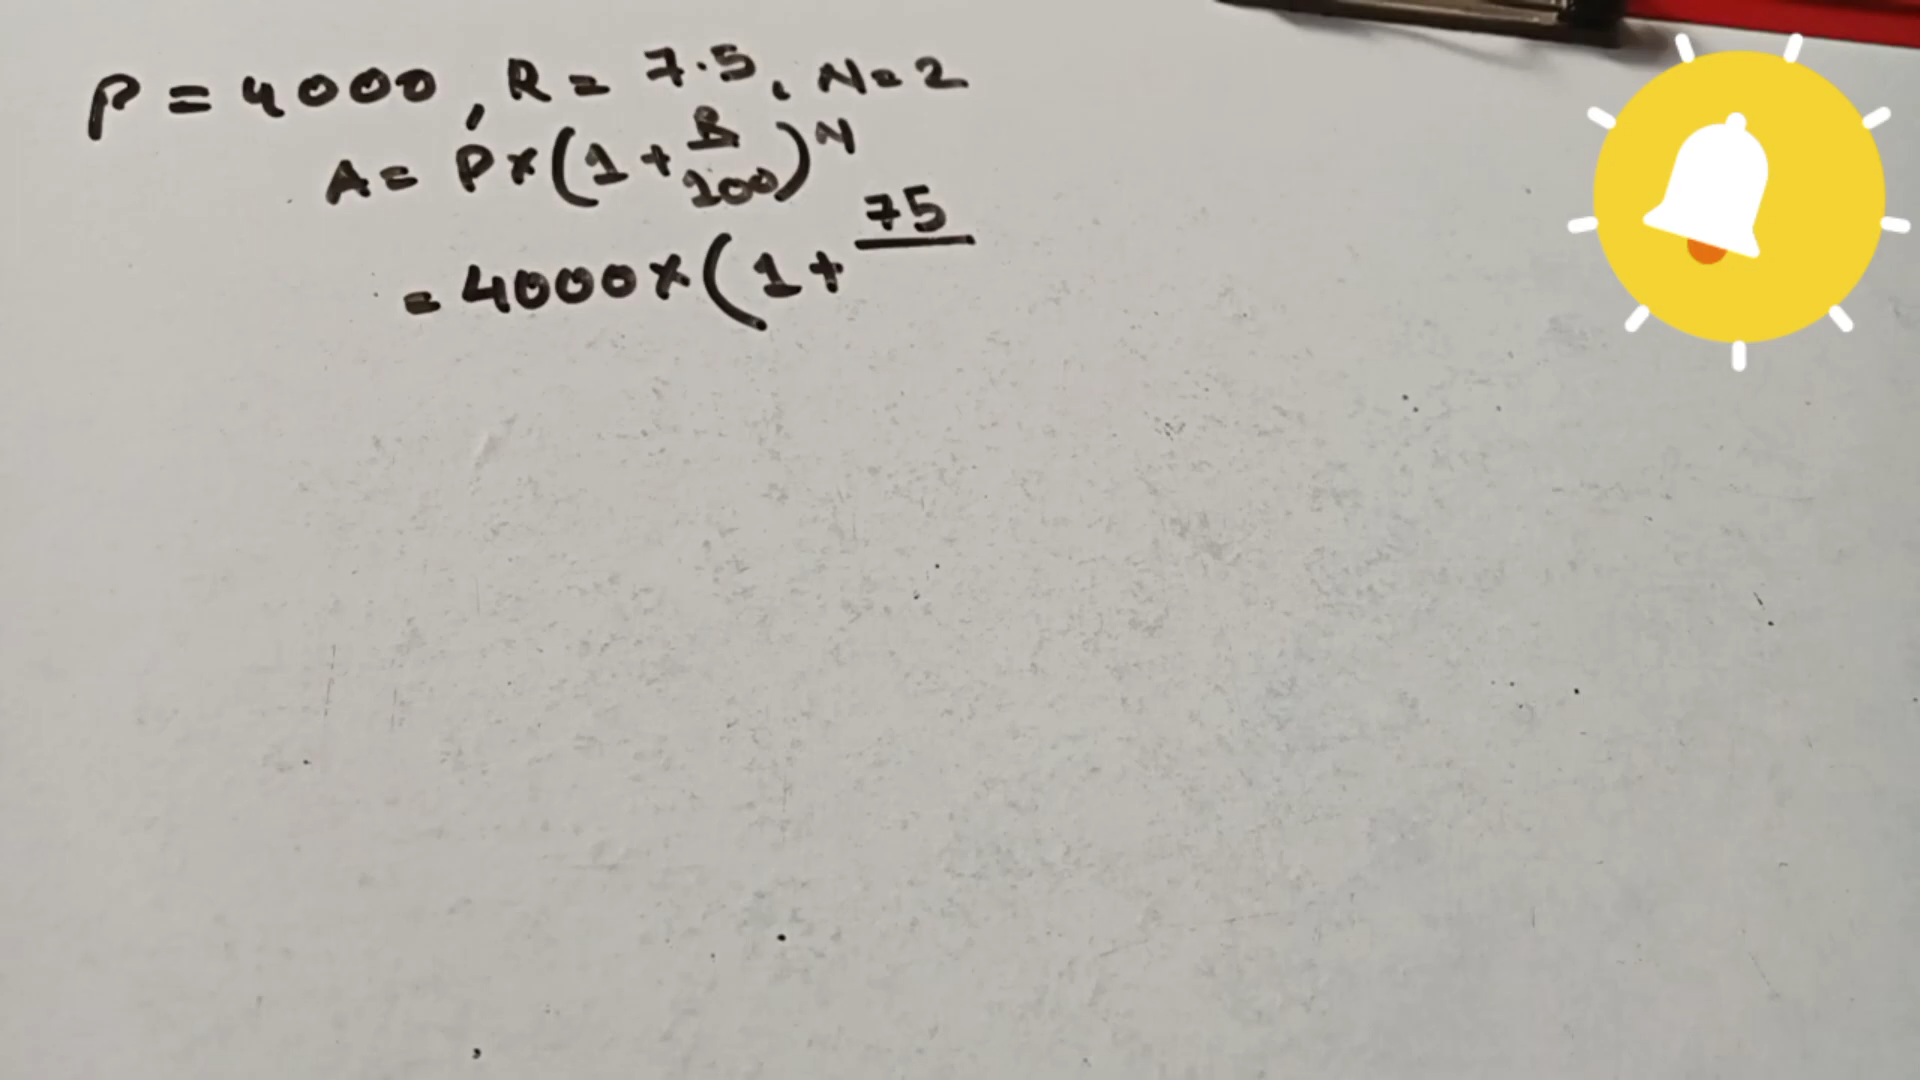 P = 4000, R = 7.5, N = 2
A = P × (1 + R/100)^N
= 4000 × (1 + 75/